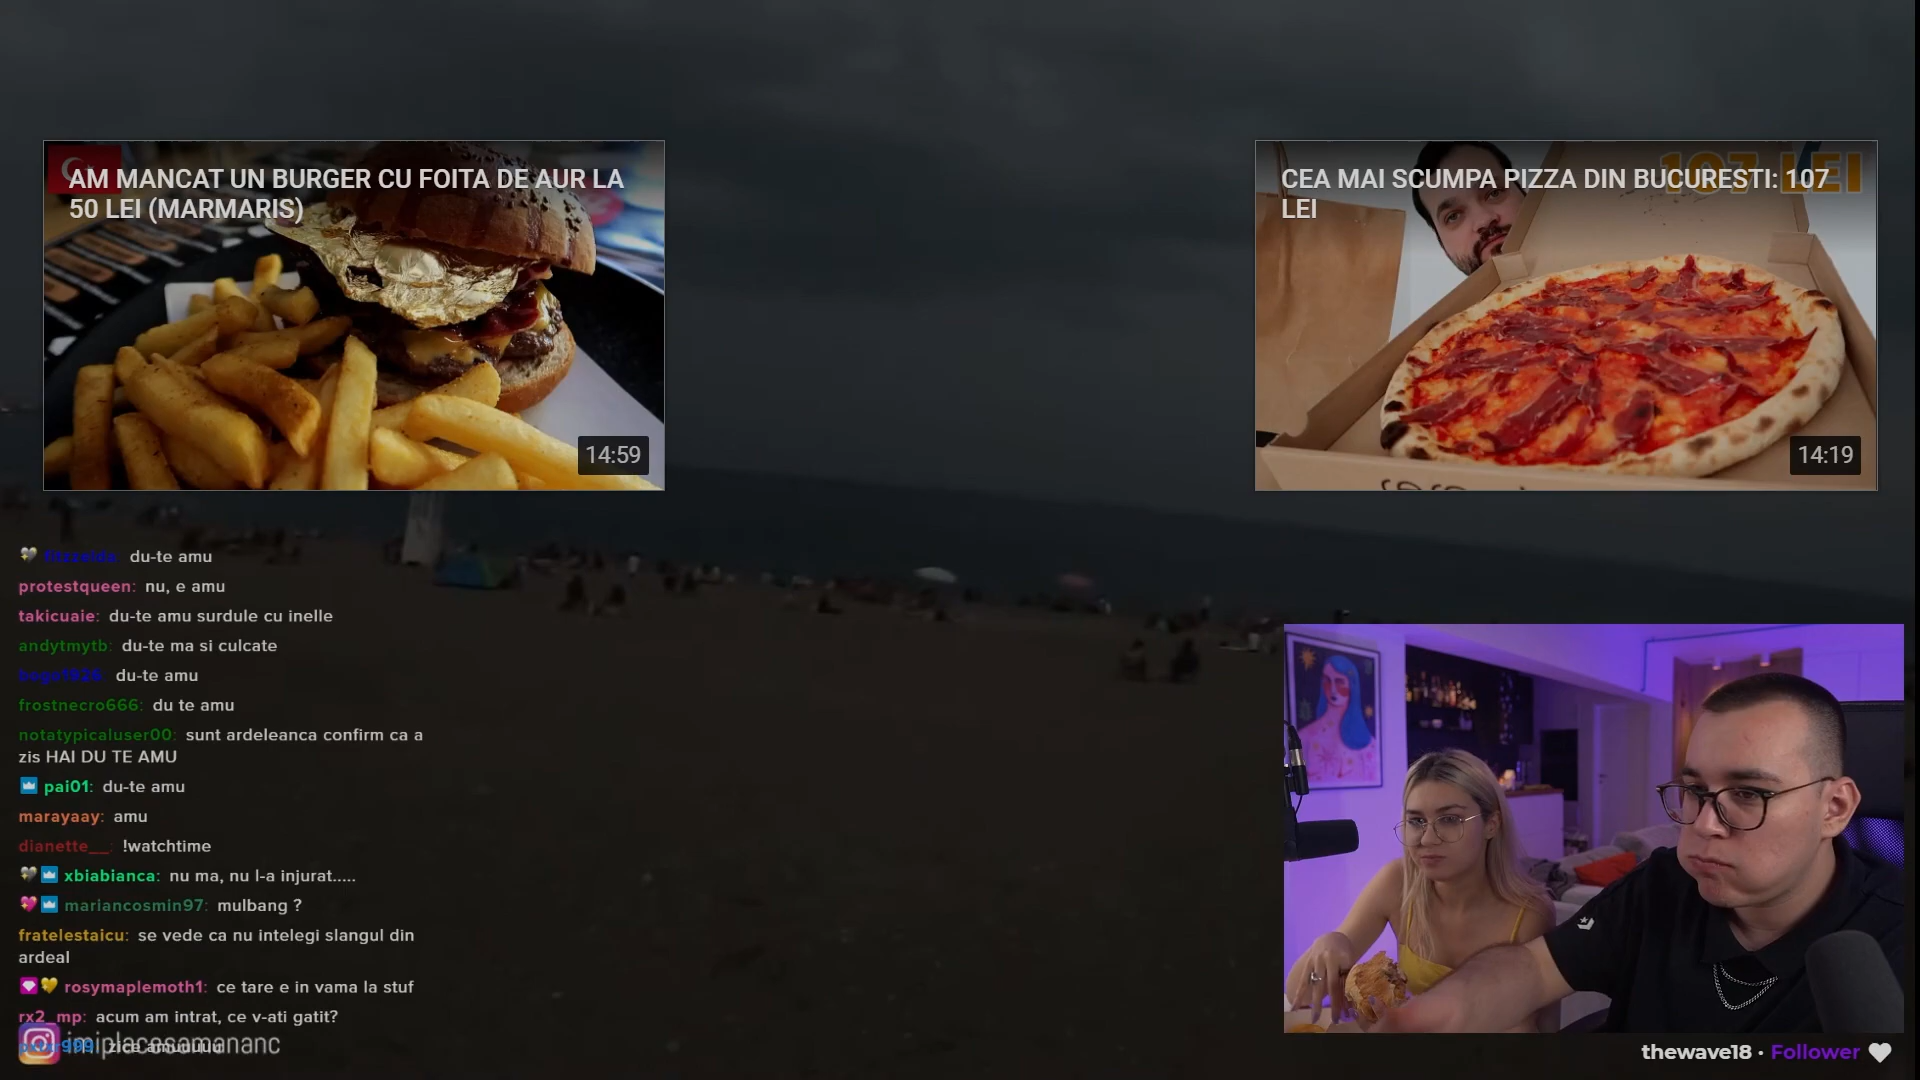 AM MANCAT UN BURGER CU FOITA DE AUR LA
50 LEI (MARMARIS)
14:59
107 LEI
CEA MAI SCUMPA PIZZA DIN BUCURESTI: 107
LEI
14:19
du-te amu
protestqueen: nu, e amu
takicuaie: du-te amu surdule cu inelle
andytmytb: du-te ma si culcate
du-te amu
frostnecro666: du te amu
notatypicaluser00: sunt ardeleanca confirm ca a
zis HAI DU TE AMU
pai01: du-te amu
marayaay: amu
dianette__: !watchtime
xbiabianca: nu ma, nu l-a injurat.....
mariancosmin97: mulbang ?
fratelestaicu: se vede ca nu intelegi slangul din
ardeal
rosymaplemoth1: ce tare e in vama la stuf
rx2_mp: acum am intrat, ce v-ati gatit?
imiplacesamananc
thewave18 · Follower